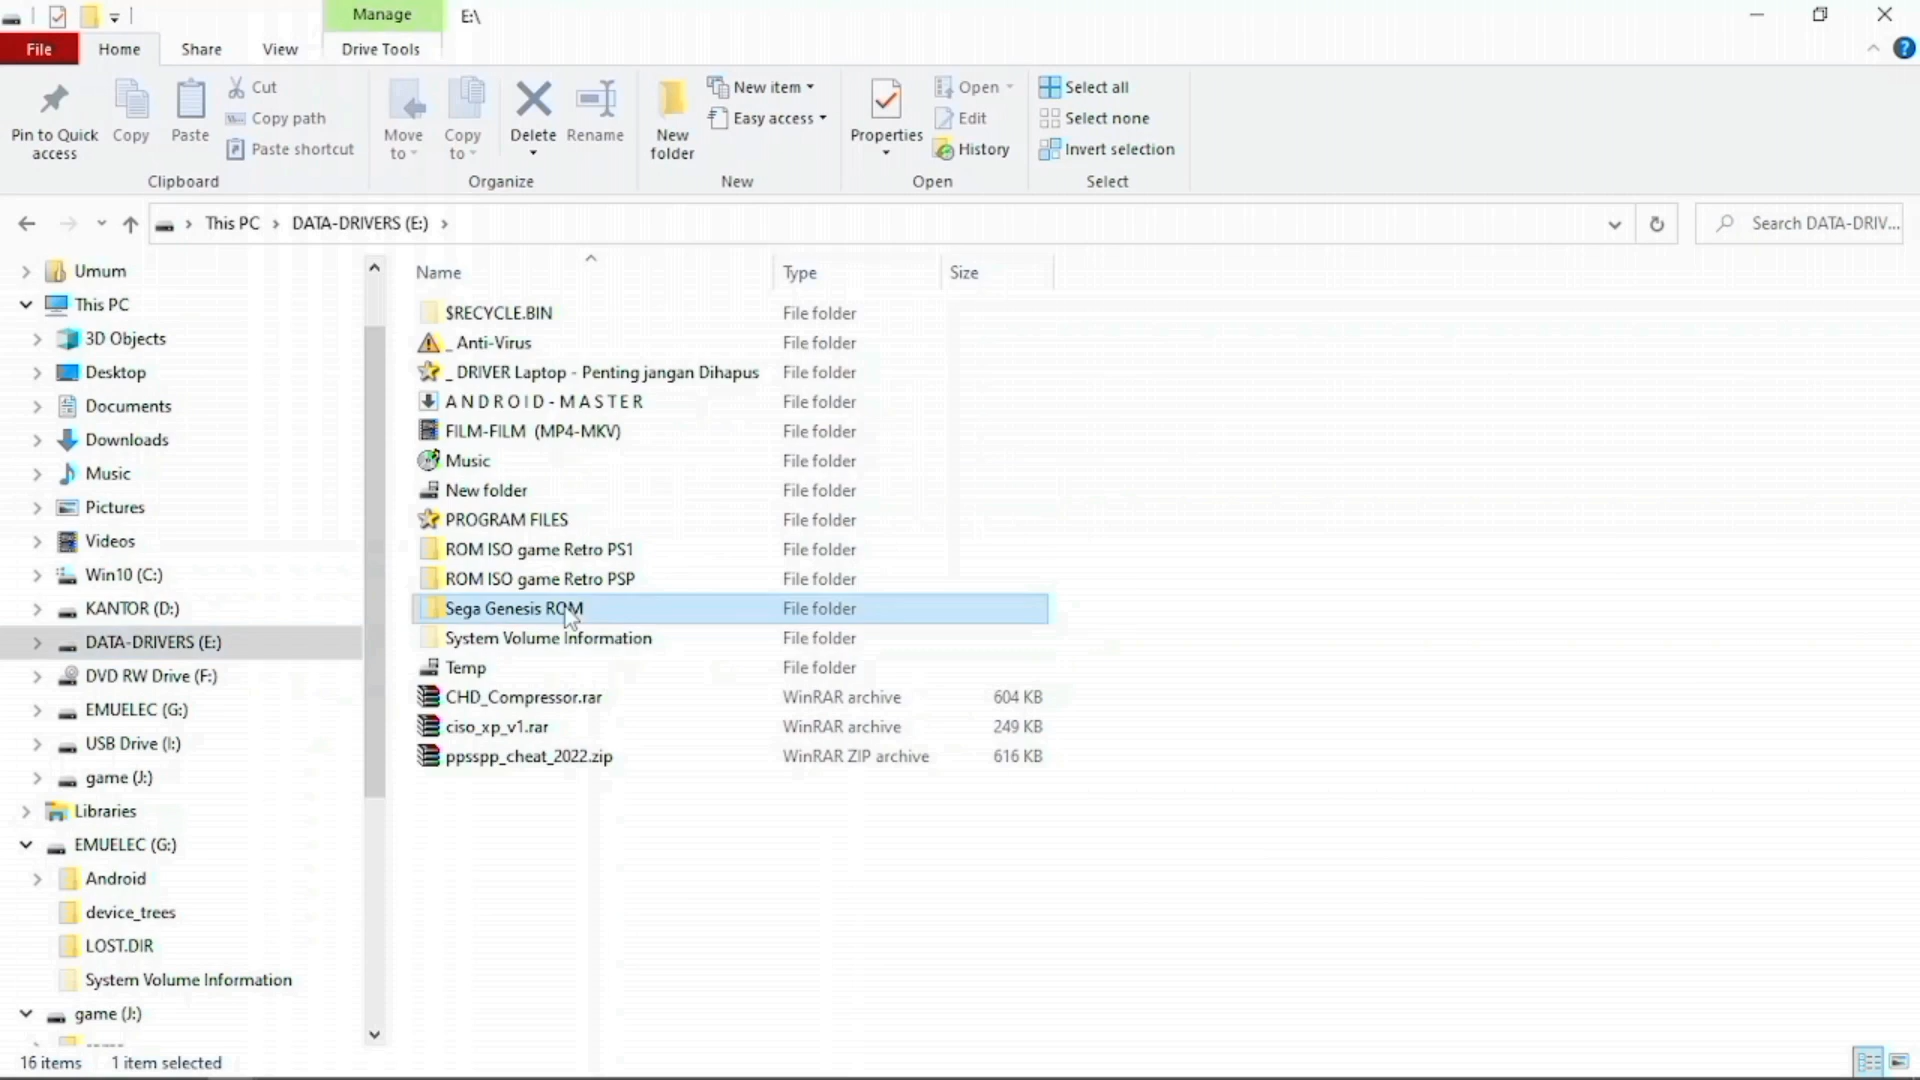 Manage
E:\
File
Home
Share
View
Drive Tools
Pin to Quick access
Copy
Paste
Cut
Copy path
Paste shortcut
Clipboard
Move to
Copy to
Delete
Rename
Organize
New folder
New item
Easy access
New
Properties
Open
Edit
History
Open
Select all
Select none
Invert selection
Select
This PC > DATA-DRIVERS (E:) >
Search DATA-DRIV...
Umum
This PC
3D Objects
Desktop
Documents
Downloads
Music
Pictures
Videos
Win10 (C:)
KANTOR (D:)
DATA-DRIVERS (E:)
DVD RW Drive (F:)
EMUELEC (G:)
USB Drive (I:)
game (J:)
Libraries
EMUELEC (G:)
Android
device_trees
LOST.DIR
System Volume Information
game (J:)
Name Type Size
$RECYCLE.BIN File folder
_ Anti-Virus File folder
_ DRIVER Laptop - Penting jangan Dihapus File folder
A N D R O I D - M A S T E R File folder
FILM-FILM (MP4-MKV) File folder
Music File folder
New folder File folder
PROGRAM FILES File folder
ROM ISO game Retro PS1 File folder
ROM ISO game Retro PSP File folder
Sega Genesis ROM File folder
System Volume Information File folder
Temp File folder
CHD_Compressor.rar WinRAR archive 604 KB
ciso_xp_v1.rar WinRAR archive 249 KB
ppsspp_cheat_2022.zip WinRAR ZIP archive 616 KB
16 items 1 item selected